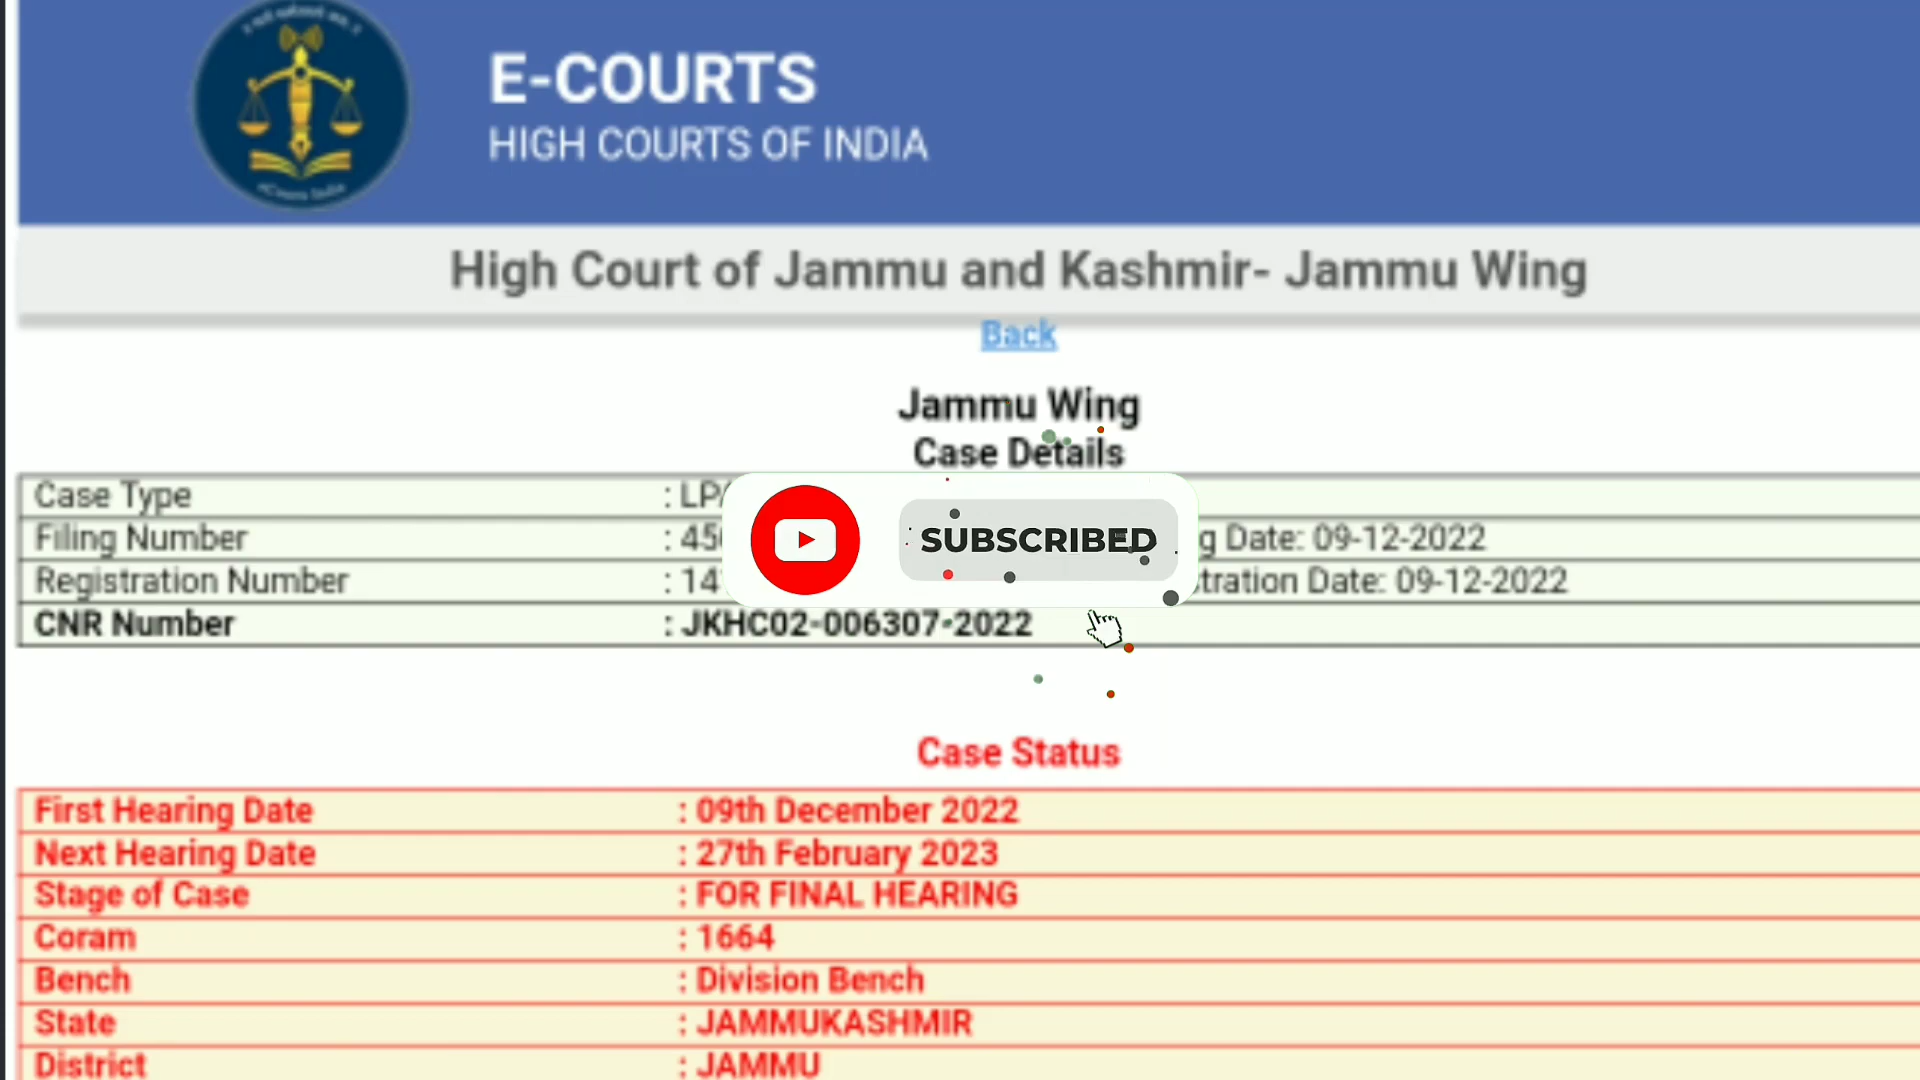 E-COURTS
HIGH COURTS OF INDIA
High Court of Jammu and Kashmir- Jammu Wing
Back
Jammu Wing
Case Details
Case Type : LPA
Filing Number : 45 g Date: 09-12-2022
SUBSCRIBED
Registration Number : 14 tration Date: 09-12-2022
CNR Number : JKHC02-006307-2022
Case Status
First Hearing Date : 09th December 2022
Next Hearing Date : 27th February 2023
Stage of Case : FOR FINAL HEARING
Coram : 1664
Bench : Division Bench
State : JAMMUKASHMIR
District : JAMMU